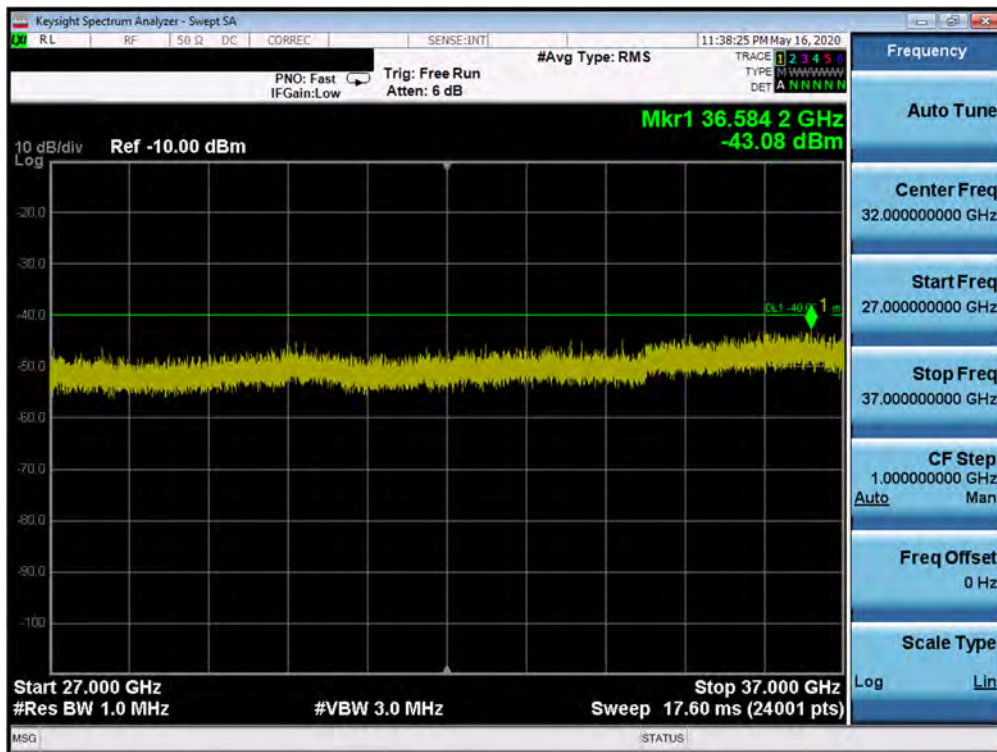 Keysight Spectrum Analyzer - Swept SA
LXI RL RF 50 Ω DC CORREC SENSE:INT 11:38:25 PM May 16, 2020
Frequency
#Avg Type: RMS
TRACE 1 2 3 4 5 6
PNO: Fast
Trig: Free Run
TYPE M WWWWW
IFGain:Low
Atten: 6 dB
DET A N N N N N
Mkr1 36.584 2 GHz
-43.08 dBm
10 dB/div Ref -10.00 dBm
Log
-20.0
-30.0
-40.0
-50.0
-60.0
-70.0
-80.0
-90.0
-100
1
Start 27.000 GHz
Stop 37.000 GHz
#Res BW 1.0 MHz
#VBW 3.0 MHz
Sweep 17.60 ms (24001 pts)
MSG
STATUS
Auto Tune
Center Freq
32.000000000 GHz
Start Freq
27.000000000 GHz
Stop Freq
37.000000000 GHz
CF Step
1.000000000 GHz
Auto Man
Freq Offset
0 Hz
Scale Type
Log Lin